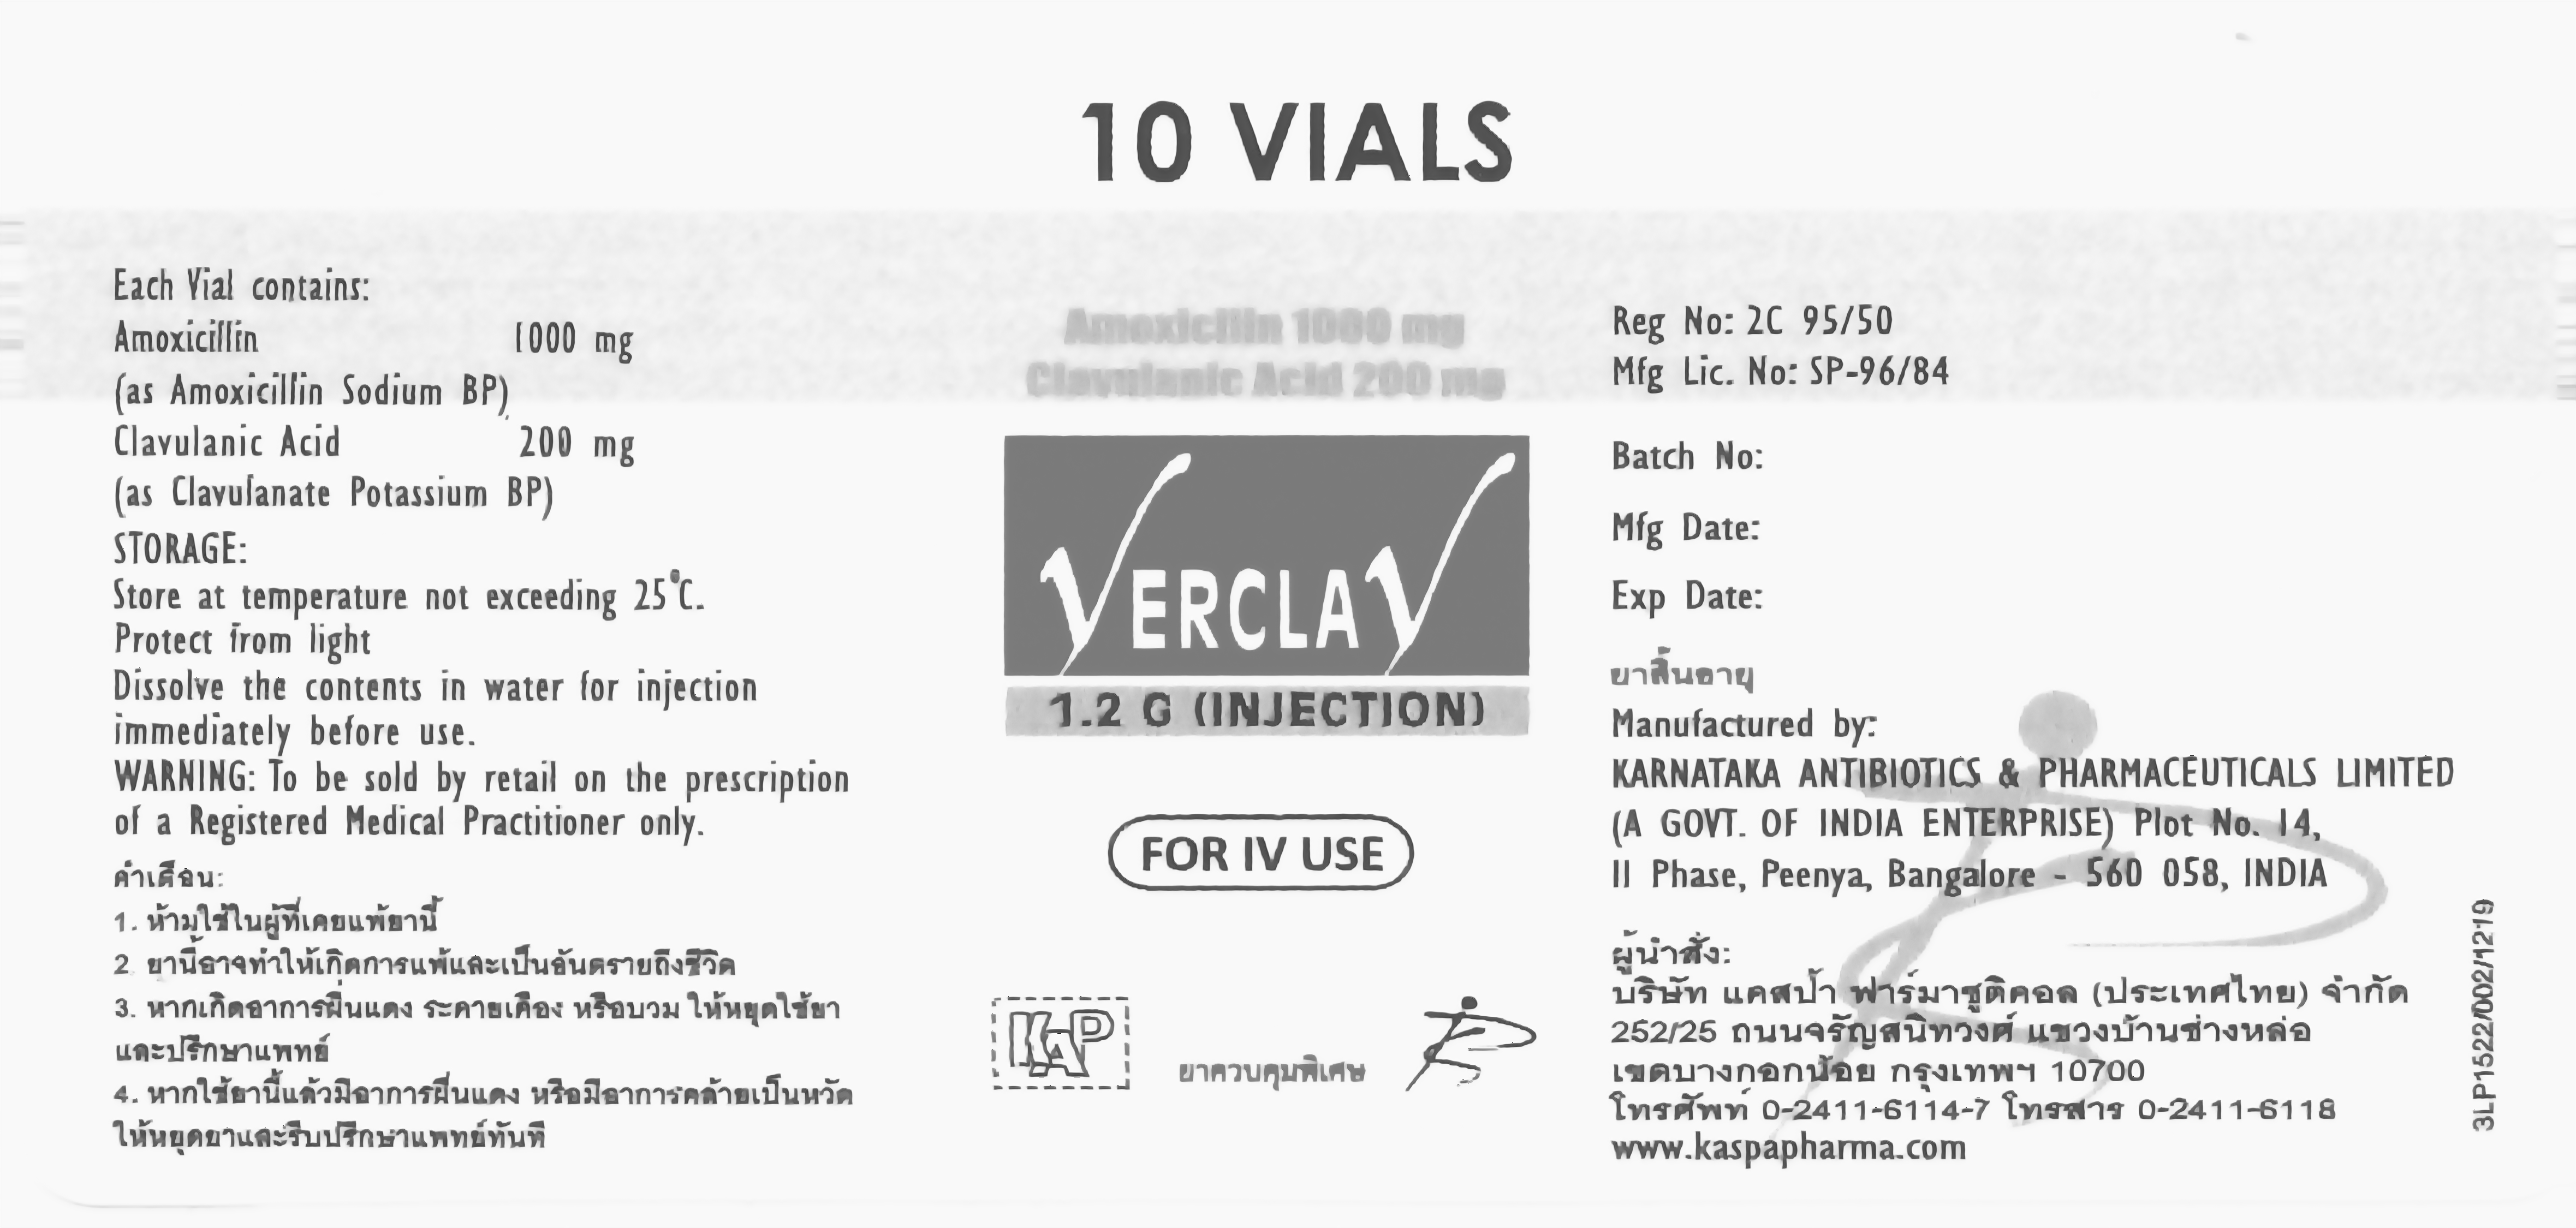 10 VIALS
Each Vial contains:
Amoxicillin 1000 mg
(as Amoxicillin Sodium BP)
Clavulanic Acid 200 mg
(as Clavulanate Potassium BP)
STORAGE:
Store at temperature not exceeding 25°C.
Protect from light
Dissolve the contents in water for injection
immediately before use.
WARNING: To be sold by retail on the prescription
of a Registered Medical Practitioner only.
คำเตือน:
1. ห้ามใช้ในผู้ที่เคยแพ้ยานี้
2 ยานี้อาจทำให้เกิดการแพ้และเป็นอันตรายถึงชีวิต
3. หากเกิดอาการผื่นแดง ระคายเคือง หรือบวม ให้หยุดใช้ยา
และปรึกษาแพทย์
4. หากใช้ยานี้แล้วมีอาการผื่นแดง หรือมีอาการคล้ายเป็นหวัด
ให้หยุดยาและรีบปรึกษาแพทย์ทันที
Amoxicillin 1000 mg
Clavulanic Acid 200 mg
VERCLAV
1.2 G (INJECTION)
FOR IV USE
KAP
ยาควบคุมพิเศษ
Reg No: 2C 95/50
Mfg Lic. No: SP-96/84
Batch No:
Mfg Date:
Exp Date:
ยาสิ้นอายุ
Manufactured by:
KARNATAKA ANTIBIOTICS & PHARMACEUTICALS LIMITED
(A GOVT. OF INDIA ENTERPRISE) Plot No. 14,
II Phase, Peenya, Bangalore - 560 058, INDIA
ผู้นำสั่ง:
บริษัท แคสป้า ฟาร์มาซูติคอล (ประเทศไทย) จำกัด
252/25 ถนนจรัญสนิทวงศ์ แขวงบ้านช่างหล่อ
เขตบางกอกน้อย กรุงเทพฯ 10700
โทรศัพท์ 0-2411-6114-7 โทรสาร 0-2411-6118
www.kaspapharma.com
3LP1522/002/1219